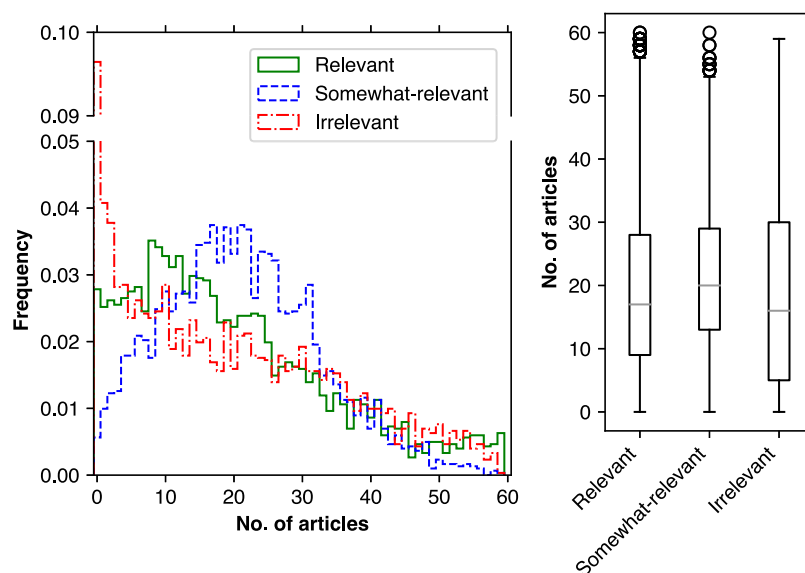 0.10
0.09
0.05
0.04
0.03
0.02
0.01
0.00
Frequency
Relevant
Somewhat-relevant
Irrelevant
0 10 20 30 40 50 60
No. of articles
60
50
40
30
20
10
0
No. of articles
Relevant
Somewhat-relevant
Irrelevant